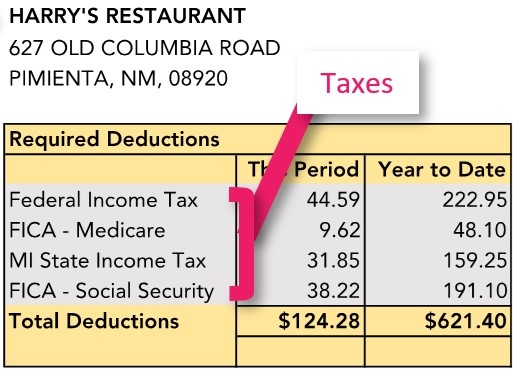 HARRY'S RESTAURANT
627 OLD COLUMBIA ROAD
PIMIENTA, NM, 08920
Taxes
Required Deductions
Period Year to Date
Federal Income Tax 44.59 222.95
FICA - Medicare 9.62 48.10
MI State Income Tax 31.85 159.25
FICA - Social Security 38.22 191.10
Total Deductions $124.28 $621.40